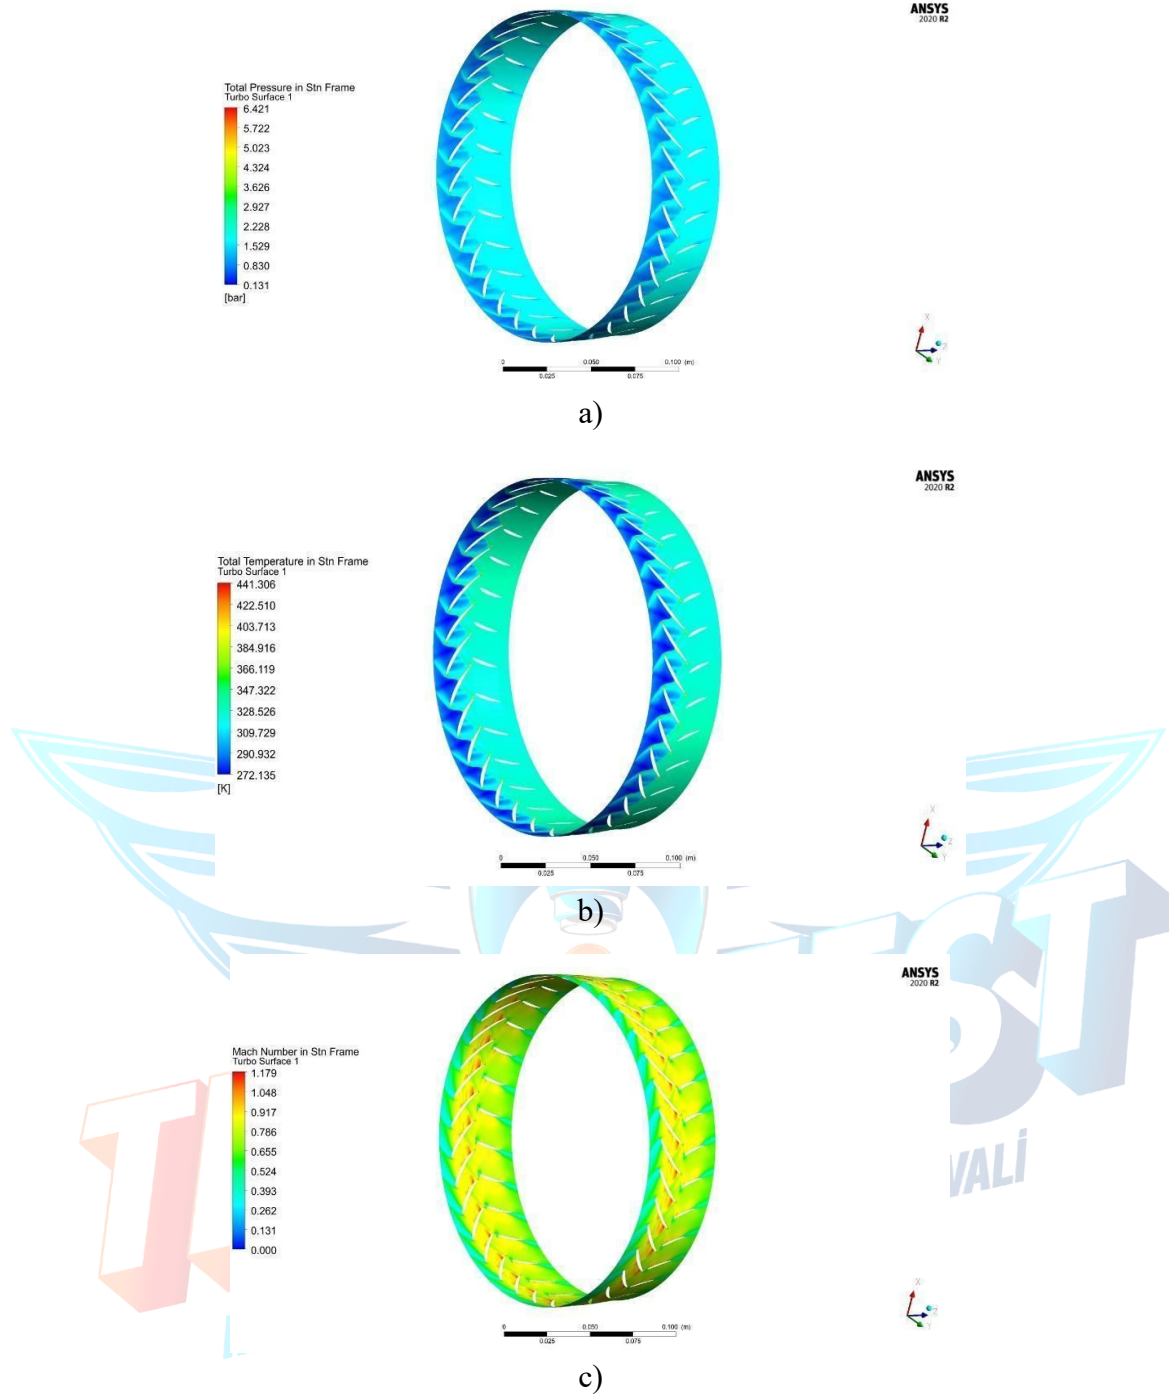 ANSYS
2020 R2
Total Pressure in Stn Frame
Turbo Surface 1
6.421
5.722
5.023
4.324
3.626
2.927
2.228
1.529
0.830
0.131
[bar]
X
Z
Y
0 0.050 0.100 (m)
0.025 0.075
a)
ANSYS
2020 R2
Total Temperature in Stn Frame
Turbo Surface 1
441.306
422.510
403.713
384.916
366.119
347.322
328.526
309.729
290.932
272.135
[K]
X
Z
Y
0 0.050 0.100 (m)
0.025 0.075
b)
ANSYS
2020 R2
Mach Number in Stn Frame
Turbo Surface 1
1.179
1.048
0.917
0.786
0.655
0.524
0.393
0.262
0.131
0.000
VALİ
X
Z
Y
0 0.050 0.100 (m)
0.025 0.075
c)